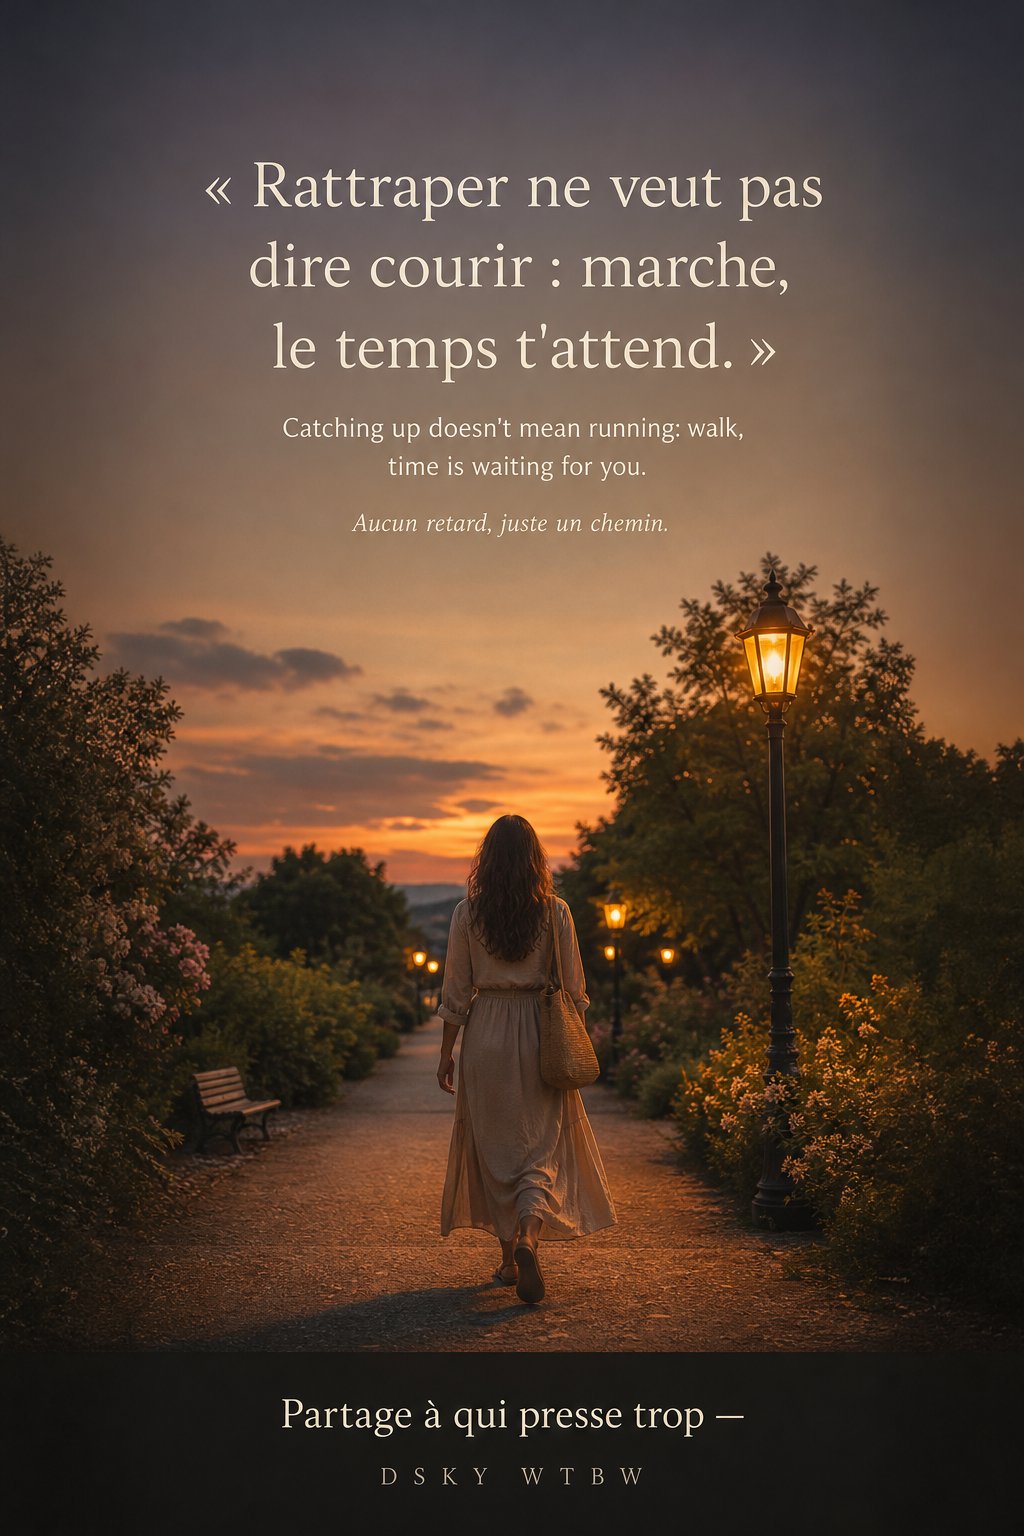 « Rattraper ne veut pas
dire courir : marche,
le temps t'attend. »
Catching up doesn't mean running: walk,
time is waiting for you.
Aucun retard, juste un chemin.
Partage à qui presse trop —
DSKY WTBW